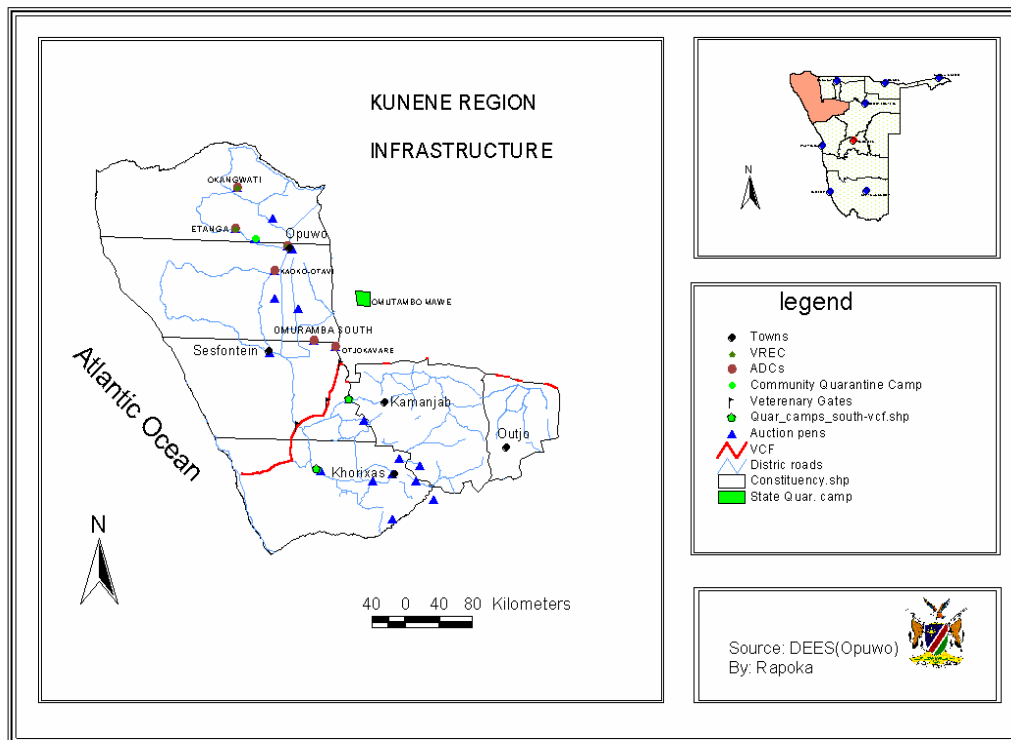 KUNENE REGION
INFRASTRUCTURE
OKANGWATI
ETANGA
Opuwo
KAOKO-OTAVI
OMUTAMBO MAWE
OMURAMBA SOUTH
OTJOKAVARE
Sesfontein
Kamanjab
Outjo
Khorixas
Atlantic Ocean
N
40 0 40 80 Kilometers
N
legend
Towns
VREC
ADCs
Community Quarantine Camp
Veterenary Gates
Quar_camps_south-vcf.shp
Auction pens
VCF
Distric roads
Constituency.shp
State Quar. camp
Source: DEES(Opuwo)
By: Rapoka